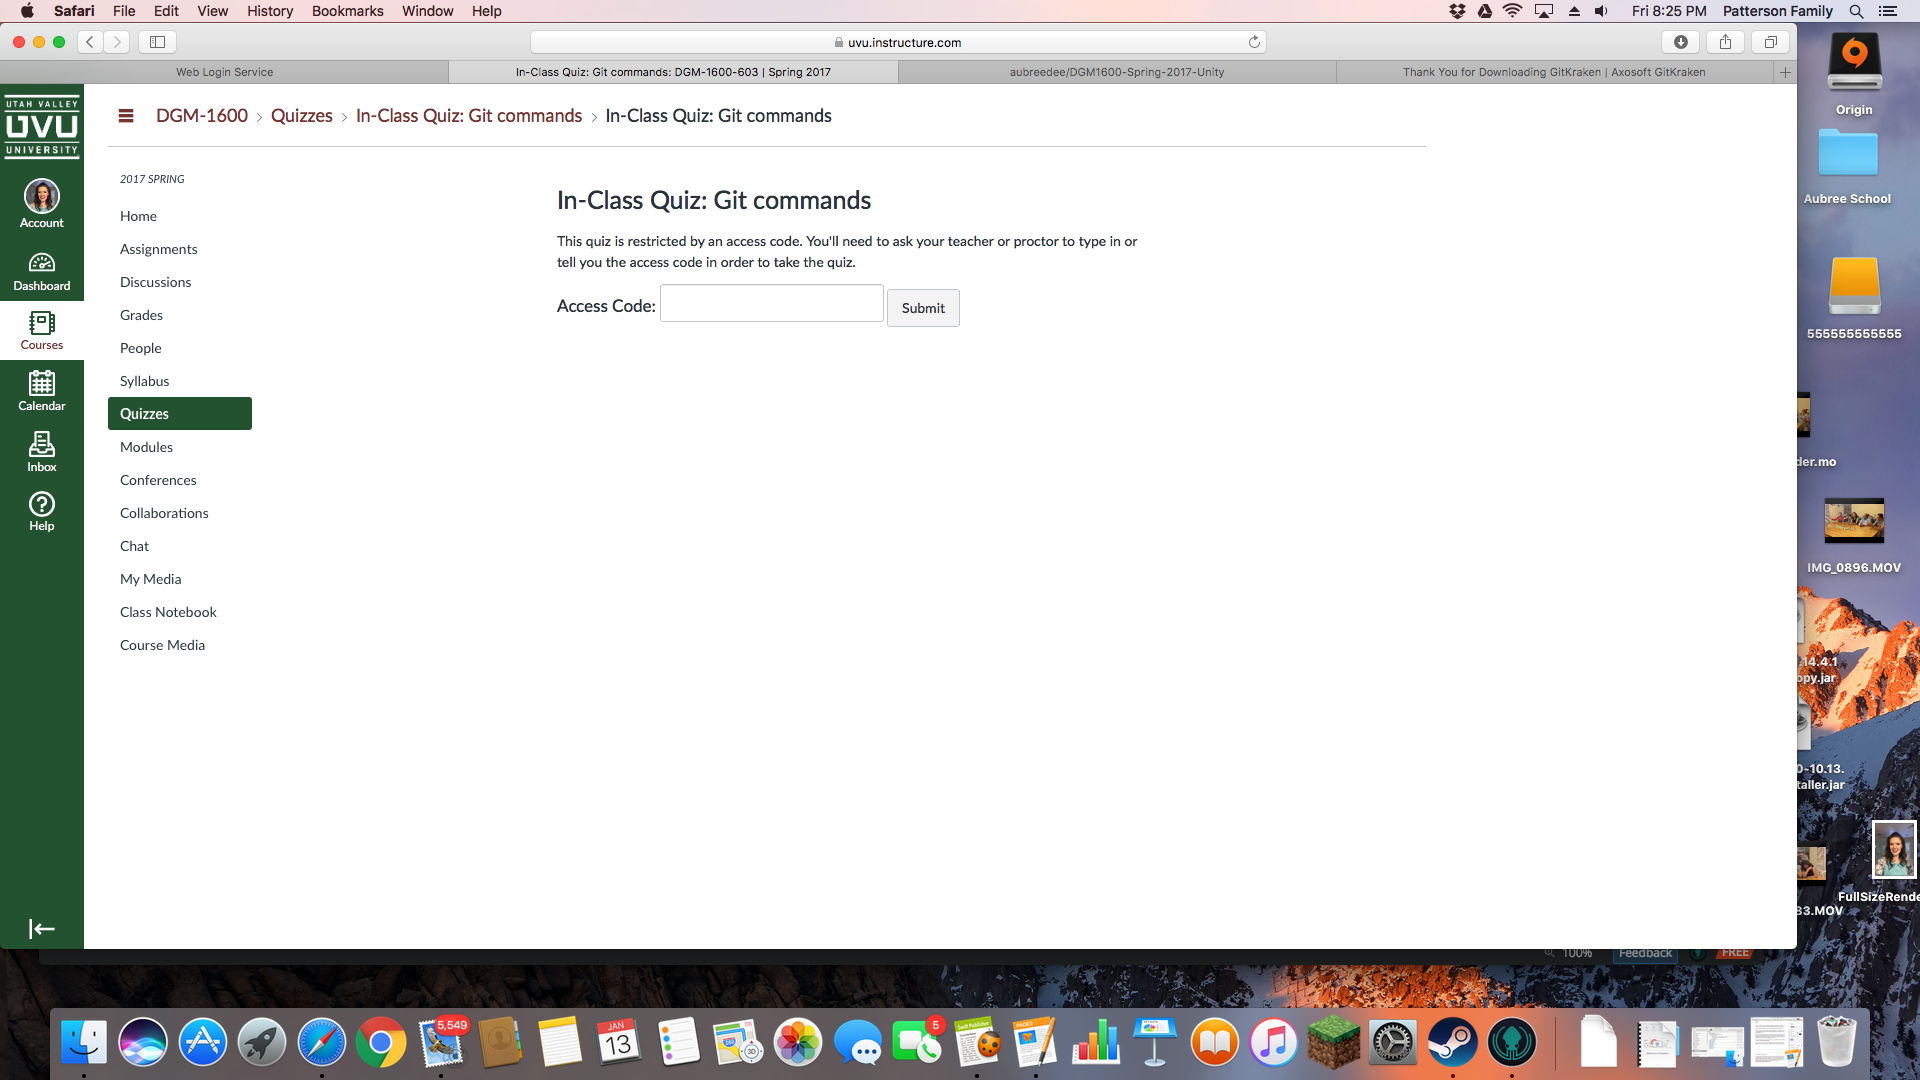 Safari File Edit View History Bookmarks Window Help
Fri 8:25 PM Patterson Family
uvu.instructure.com
Web Login Service
In-Class Quiz: Git commands: DGM-1600-603 | Spring 2017
aubreedee/DGM1600-Spring-2017-Unity
Thank You for Downloading GitKraken | Axosoft GitKraken
UTAH VALLEY
UVU
UNIVERSITY
Account
Dashboard
Courses
Calendar
Inbox
Help
DGM-1600 > Quizzes > In-Class Quiz: Git commands > In-Class Quiz: Git commands
2017 SPRING
Home
Assignments
Discussions
Grades
People
Syllabus
Quizzes
Modules
Conferences
Collaborations
Chat
My Media
Class Notebook
Course Media
In-Class Quiz: Git commands
This quiz is restricted by an access code. You'll need to ask your teacher or proctor to type in or
tell you the access code in order to take the quiz.
Access Code:
Submit
Origin
Aubree School
555555555555
der.mo
IMG_0896.MOV
.14.4.1
opy.jar
0-10.13.
taller.jar
FullSizeRende
33.MOV
100%
Feedback
FREE
5,549
JAN
13
5